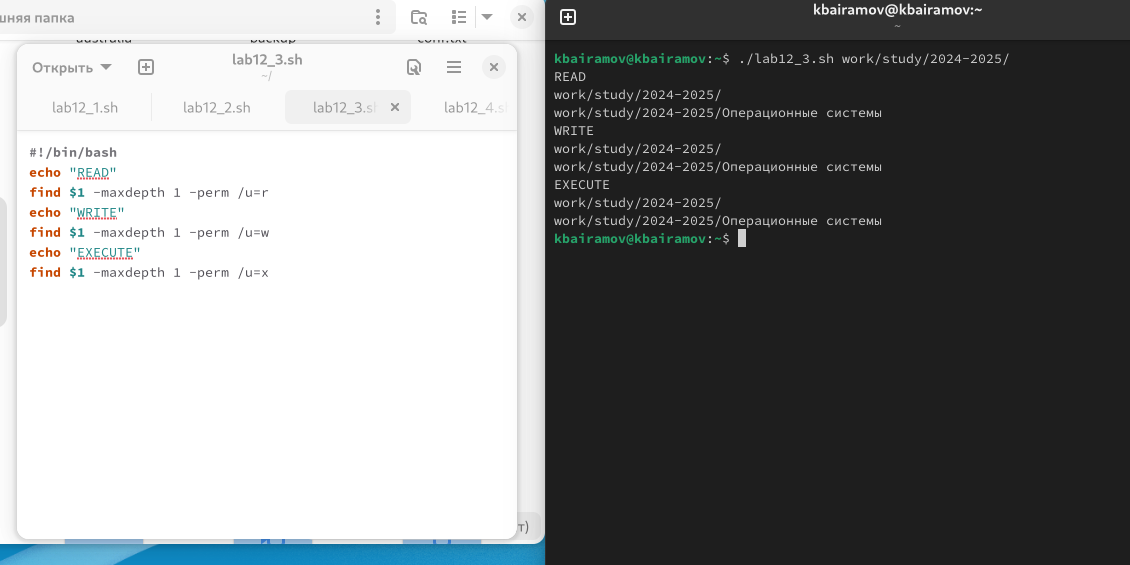 шняя папка
Открыть
lab12_3.sh
~/
lab12_1.sh
lab12_2.sh
lab12_3.sh
lab12_4.sh
#!/bin/bash
echo "READ"
find $1 -maxdepth 1 -perm /u=r
echo "WRITE"
find $1 -maxdepth 1 -perm /u=w
echo "EXECUTE"
find $1 -maxdepth 1 -perm /u=x
т)
kbairamov@kbairamov:~
~
kbairamov@kbairamov:~$ ./lab12_3.sh work/study/2024-2025/
READ
work/study/2024-2025/
work/study/2024-2025/Операционные системы
WRITE
work/study/2024-2025/
work/study/2024-2025/Операционные системы
EXECUTE
work/study/2024-2025/
work/study/2024-2025/Операционные системы
kbairamov@kbairamov:~$